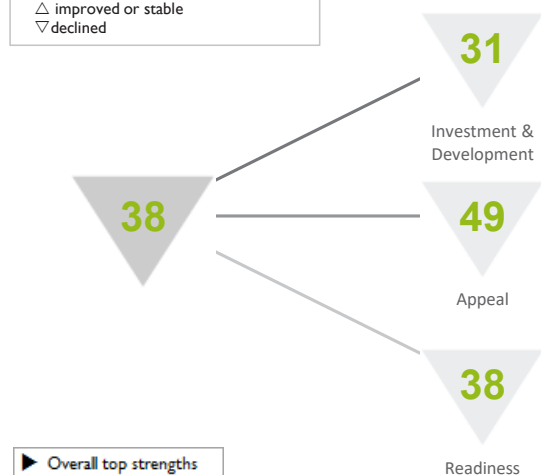 △ improved or stable
▽ declined
31
Investment &
Development
38
49
Appeal
38
Readiness
► Overall top strengths